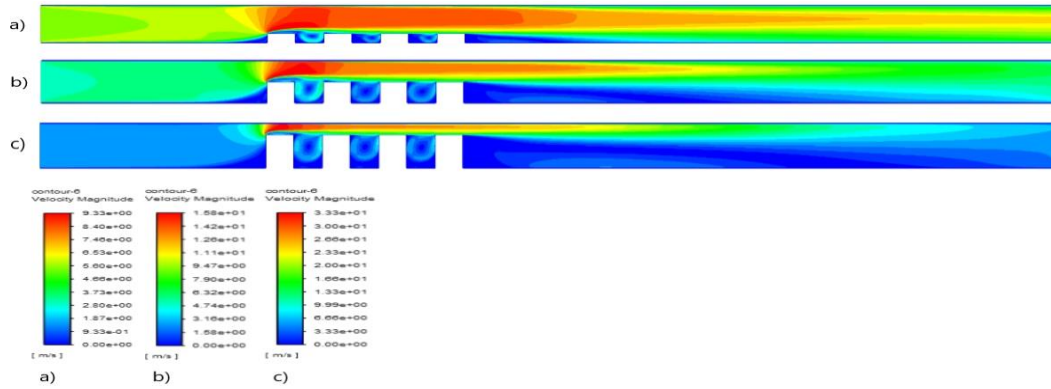 a)
b)
c)
contour-6
Velocity Magnitude
9.33e+00
8.40e+00
7.46e+00
6.53e+00
5.60e+00
4.66e+00
3.73e+00
2.80e+00
1.87e+00
9.33e-01
0.00e+00
[ m/s ]
a)
contour-6
Velocity Magnitude
1.58e+01
1.42e+01
1.26e+01
1.11e+01
9.47e+00
7.90e+00
6.32e+00
4.74e+00
3.16e+00
1.58e+00
0.00e+00
[ m/s ]
b)
contour-6
Velocity Magnitude
3.33e+01
3.00e+01
2.66e+01
2.33e+01
2.00e+01
1.66e+01
1.33e+01
9.99e+00
6.66e+00
3.33e+00
0.00e+00
[ m/s ]
c)